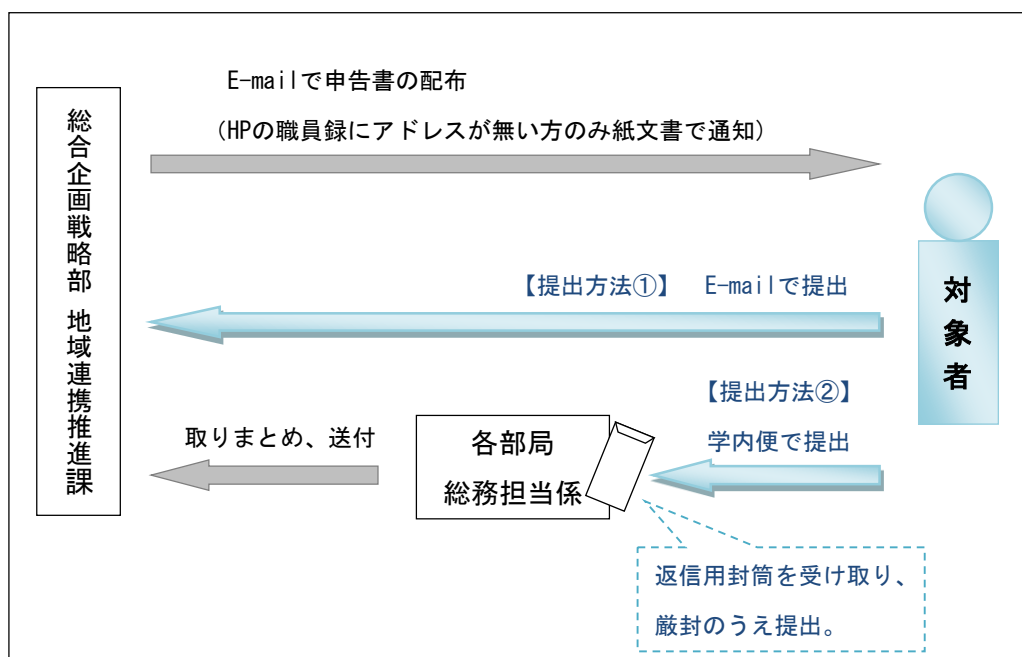 E-mailで申告書の配布
(HPの職員録にアドレスが無い方のみ紙文書で通知)
総合企画戦略部 地域連携推進課
【提出方法①】 E-mailで提出
対象者
【提出方法②】
学内便で提出
取りまとめ、送付
各部局
総務担当係
返信用封筒を受け取り、
厳封のうえ提出。